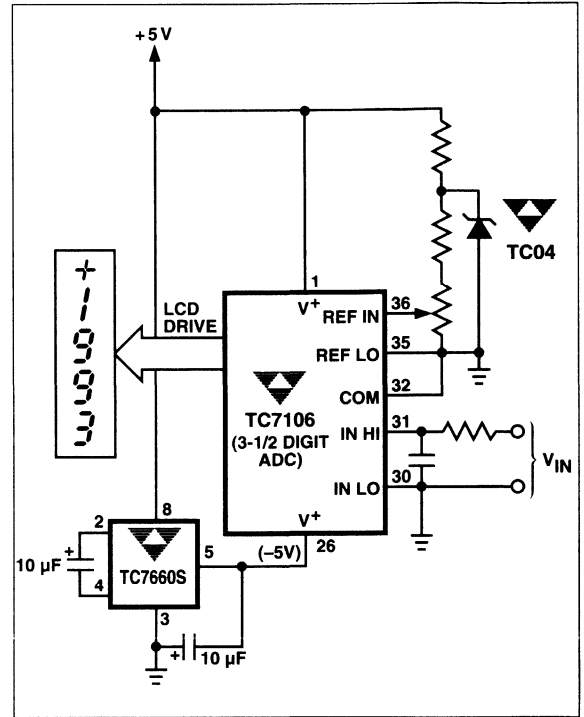 +5 V
TC04
1
V+
36
REF IN
LCD
DRIVE
35
REF LO
32
COM
TC7106
(3-1/2 DIGIT
ADC)
31
IN HI
VIN
30
IN LO
V+
26
(–5V)
+1993
8
2
5
10 µF
+
TC7660S
4
3
+
10 µF